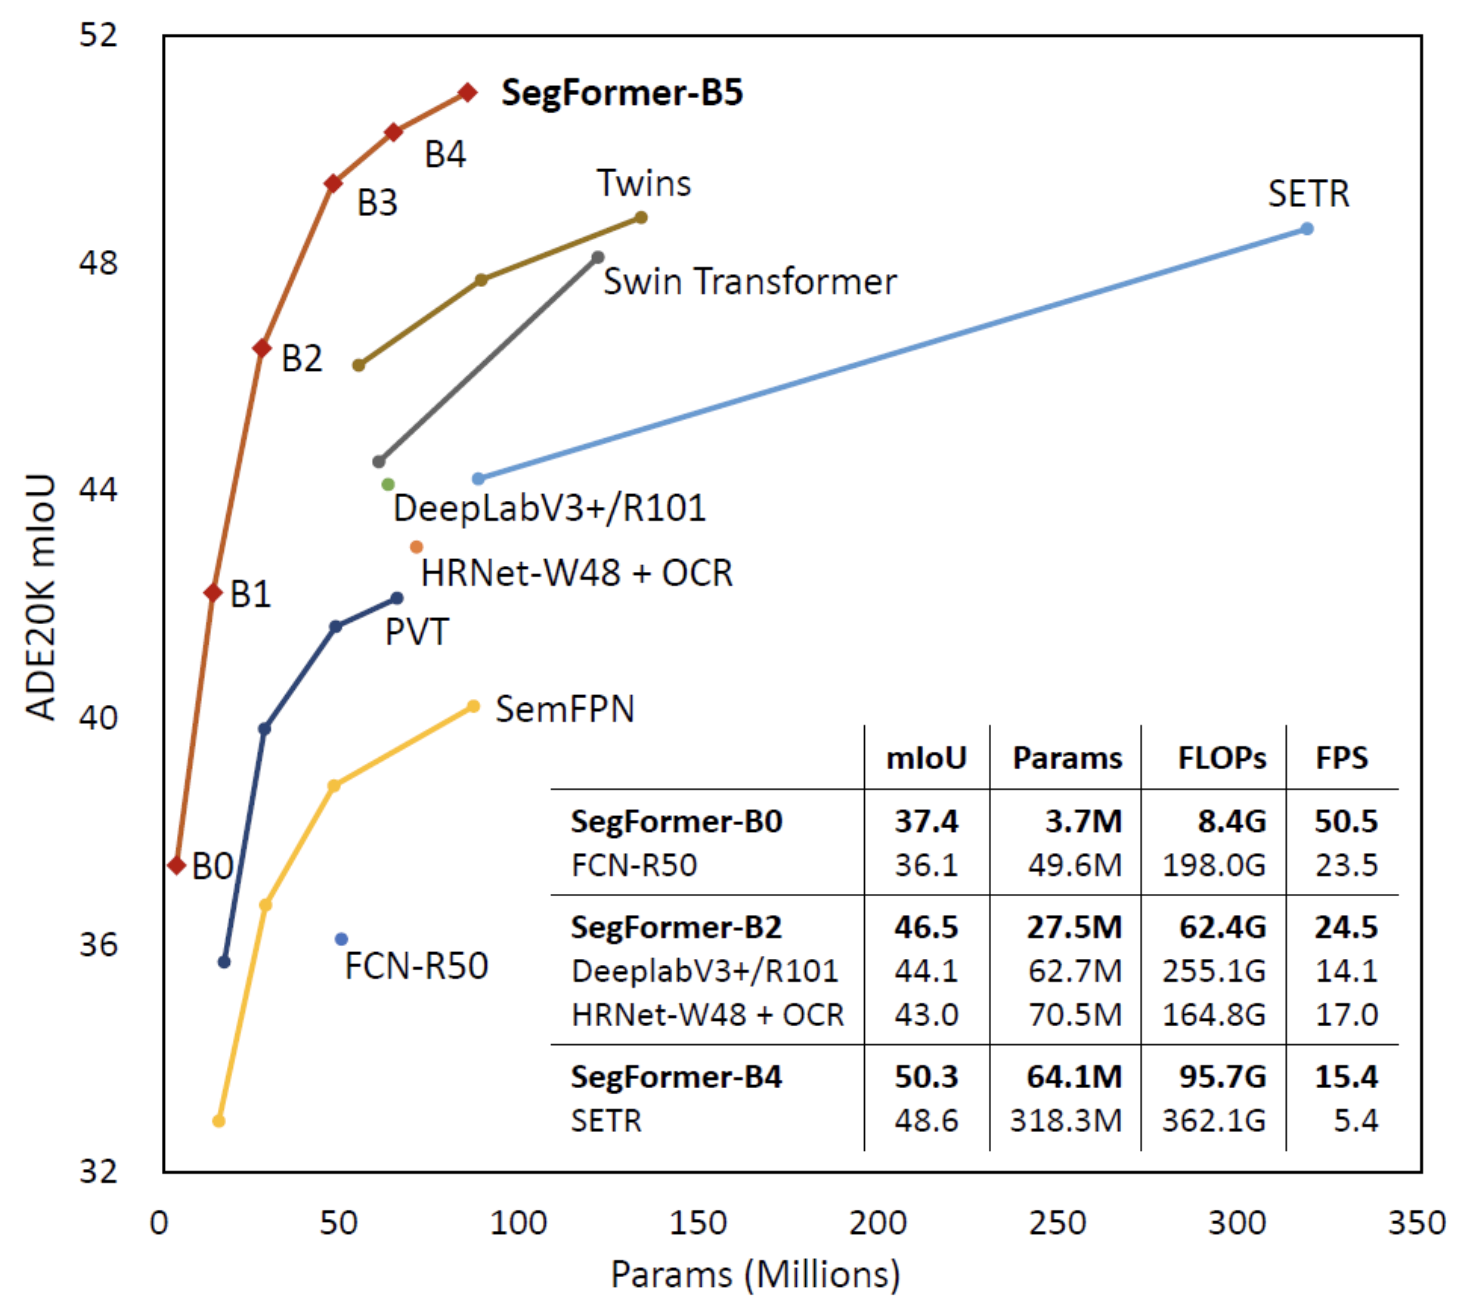 52
SegFormer-B5
B4
Twins
SETR
B3
48
Swin Transformer
B2
44
DeepLabV3+/R101
HRNet-W48 + OCR
B1
PVT
ADE20K mIoU
SemFPN
40
mIoU Params FLOPs FPS
SegFormer-B0 37.4 3.7M 8.4G 50.5
B0
FCN-R50 36.1 49.6M 198.0G 23.5
SegFormer-B2 46.5 27.5M 62.4G 24.5
36
FCN-R50
DeeplabV3+/R101 44.1 62.7M 255.1G 14.1
HRNet-W48 + OCR 43.0 70.5M 164.8G 17.0
SegFormer-B4 50.3 64.1M 95.7G 15.4
SETR 48.6 318.3M 362.1G 5.4
32
0 50 100 150 200 250 300 350
Params (Millions)